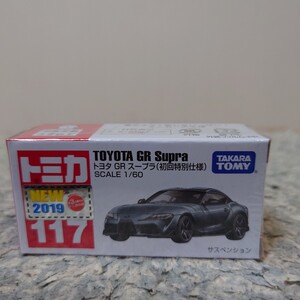 トミカ
NEW
2019
117
TOYOTA GR Supra
トヨタ GR スープラ(初回特別仕様)
SCALE 1/60
TAKARA
TOMY
サスペンション